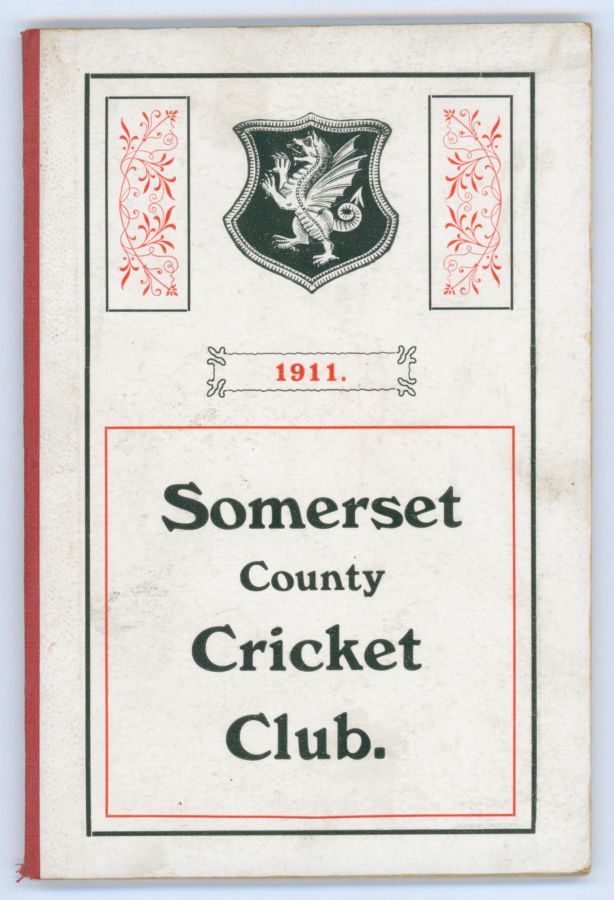 1911.
Somerset
County
Cricket
Club.